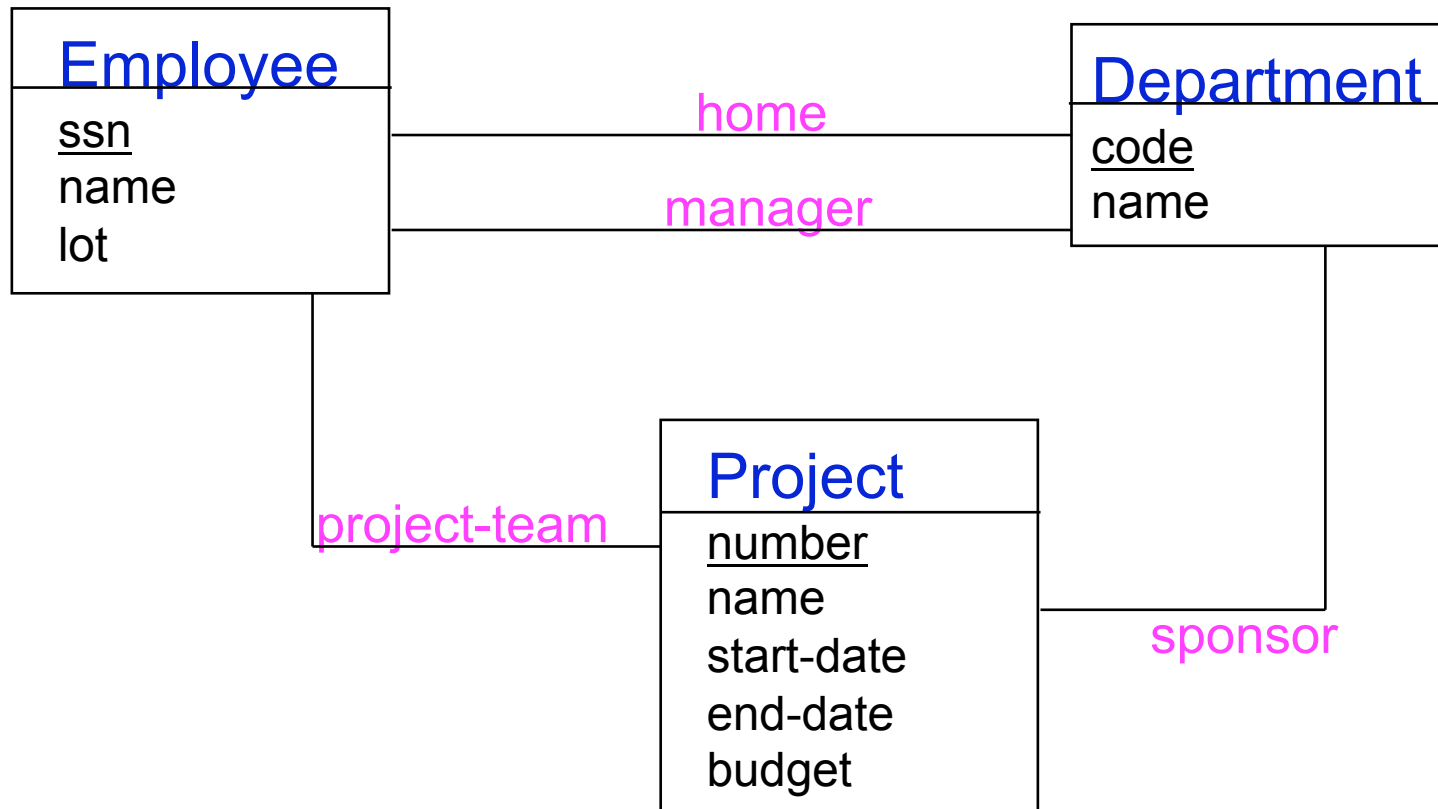 Employee
ssn
name
lot
home
manager
Department
code
name
project-team
Project
number
name
start-date
end-date
budget
sponsor